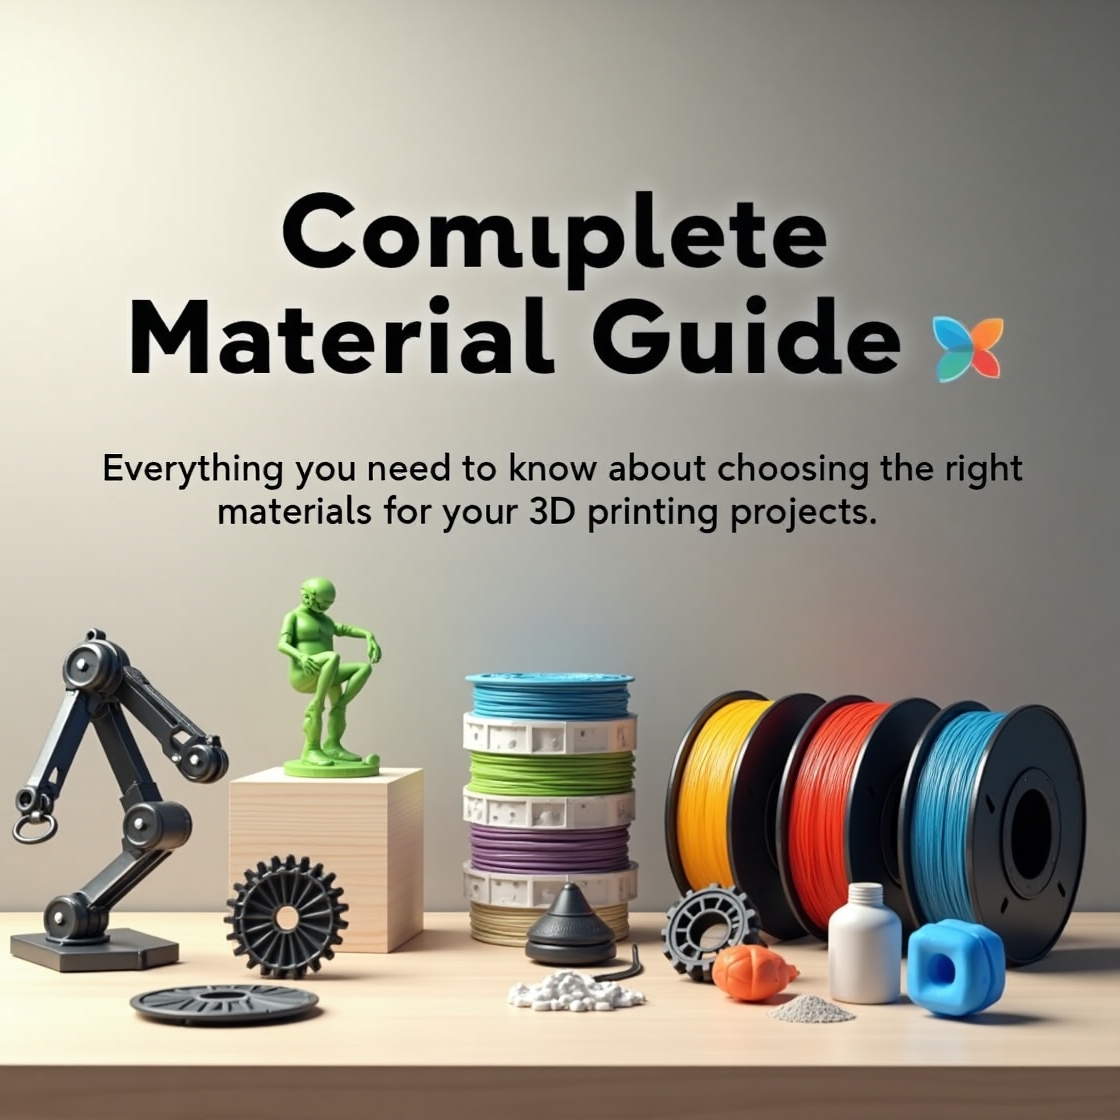 Comıplete
Material Guide
Everything you need to know about choosing the right
materials for your 3D printing projects.